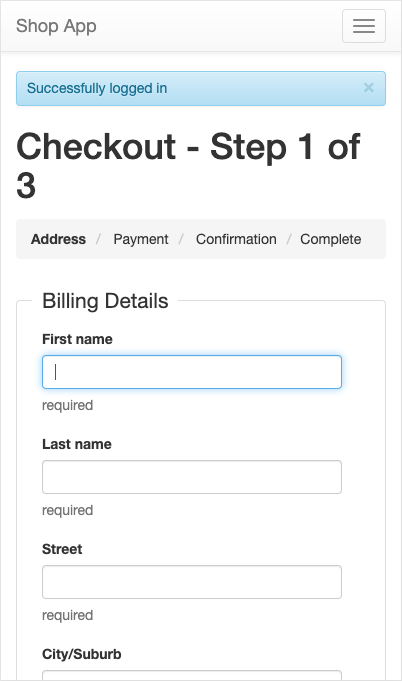 Shop App
Successfully logged in ×
Checkout - Step 1 of
3
Address / Payment / Confirmation / Complete
Billing Details
First name
required
Last name
required
Street
required
City/Suburb